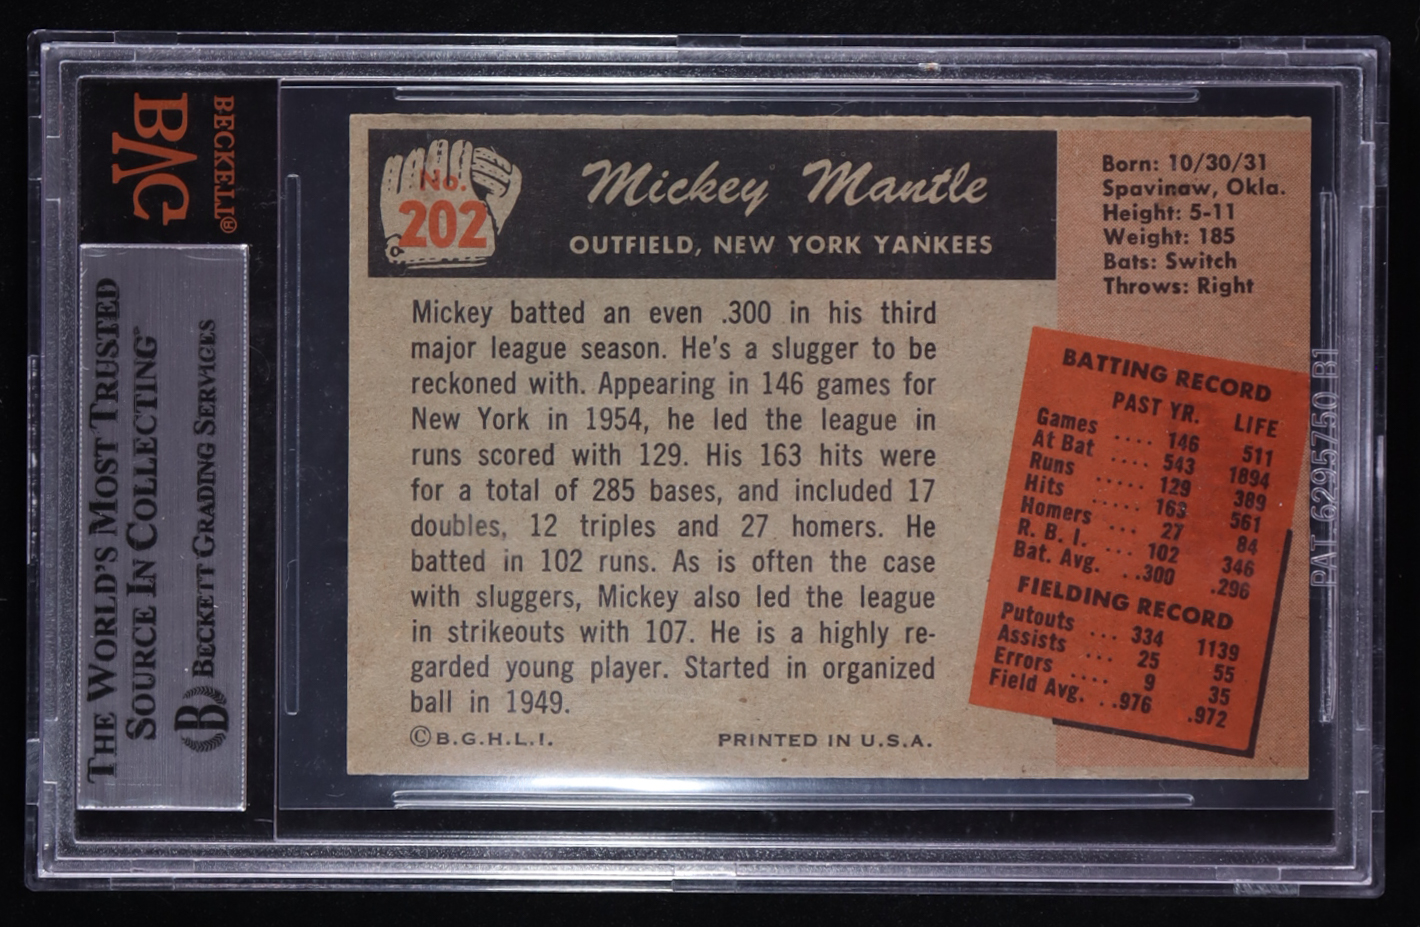 BVG
BECKETT®
THE WORLD'S MOST TRUSTED
SOURCE IN COLLECTING™
B BECKETT GRADING SERVICES
No.
202
Mickey Mantle
OUTFIELD, NEW YORK YANKEES
Born: 10/30/31
Spavinaw, Okla.
Height: 5-11
Weight: 185
Bats: Switch
Throws: Right
Mickey batted an even .300 in his third
major league season. He's a slugger to be
reckoned with. Appearing in 146 games for
New York in 1954, he led the league in
runs scored with 129. His 163 hits were
for a total of 285 bases, and included 17
doubles, 12 triples and 27 homers. He
batted in 102 runs. As is often the case
with sluggers, Mickey also led the league
in strikeouts with 107. He is a highly re-
garded young player. Started in organized
ball in 1949.
©B.G.H.L.I. PRINTED IN U.S.A.
BATTING RECORD
PAST YR. LIFE
Games .... 146 511
At Bat .... 543 1894
Runs ..... 129 389
Hits ..... 163 561
Homers ... 27 84
R. B. I. ... 102 346
Bat. Avg. ..300 .296
FIELDING RECORD
Putouts ... 334 1139
Assists ... 25 55
Errors .... 9 35
Field Avg. ..976 .972
PAT. 6295750 B1